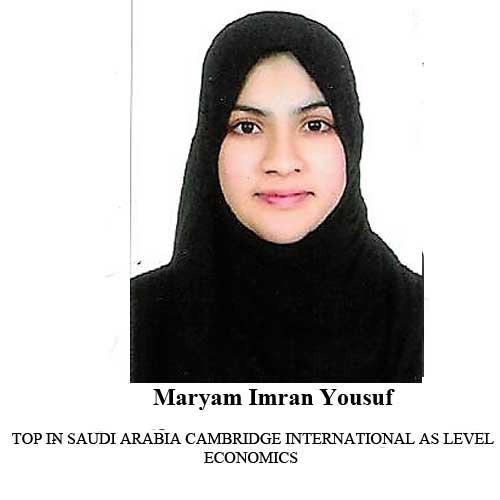 Maryam Imran Yousuf
TOP IN SAUDI ARABIA CAMBRIDGE INTERNATIONAL AS LEVEL
ECONOMICS